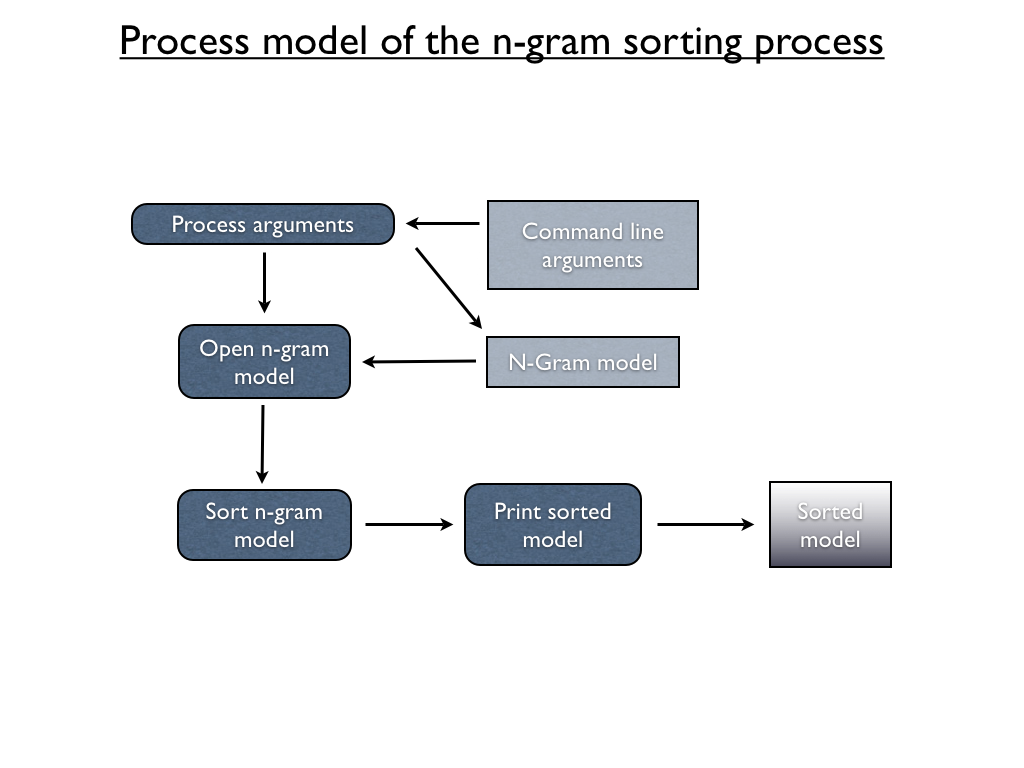 Process model of the n-gram sorting process
Process arguments
Command line
arguments
Open n-gram
model
N-Gram model
Sort n-gram
model
Print sorted
model
Sorted
model